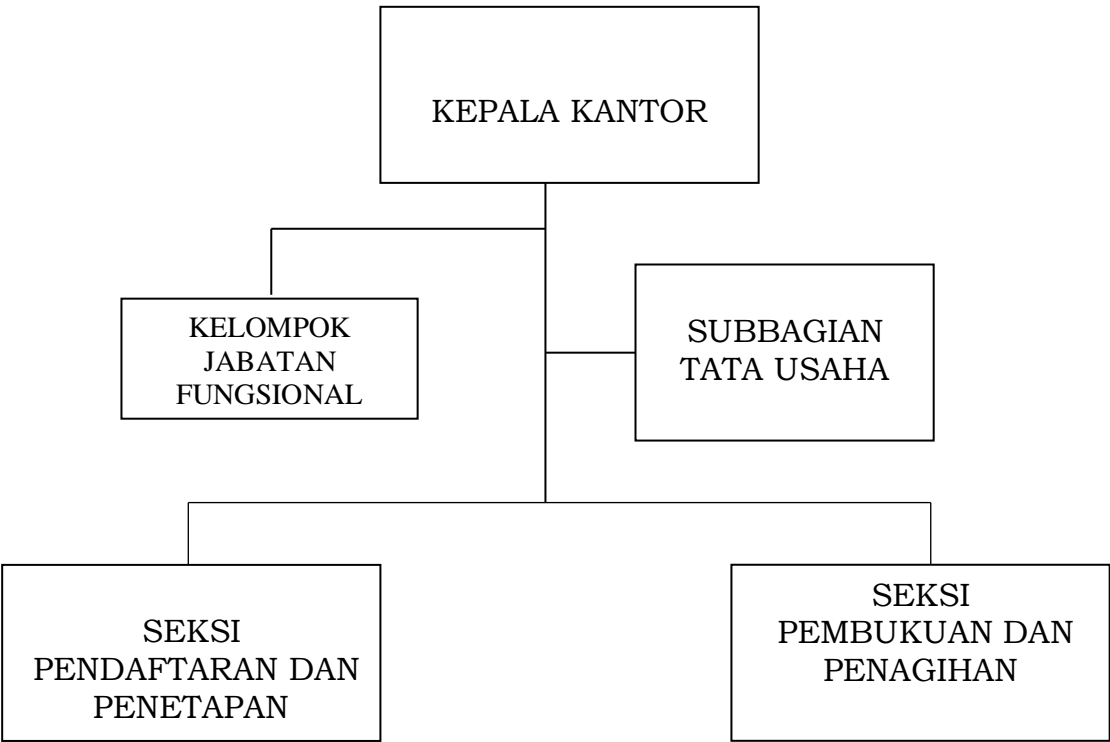 KEPALA KANTOR
KELOMPOK
JABATAN
FUNGSIONAL
SUBBAGIAN
TATA USAHA
SEKSI
PENDAFTARAN DAN
PENETAPAN
SEKSI
PEMBUKUAN DAN
PENAGIHAN